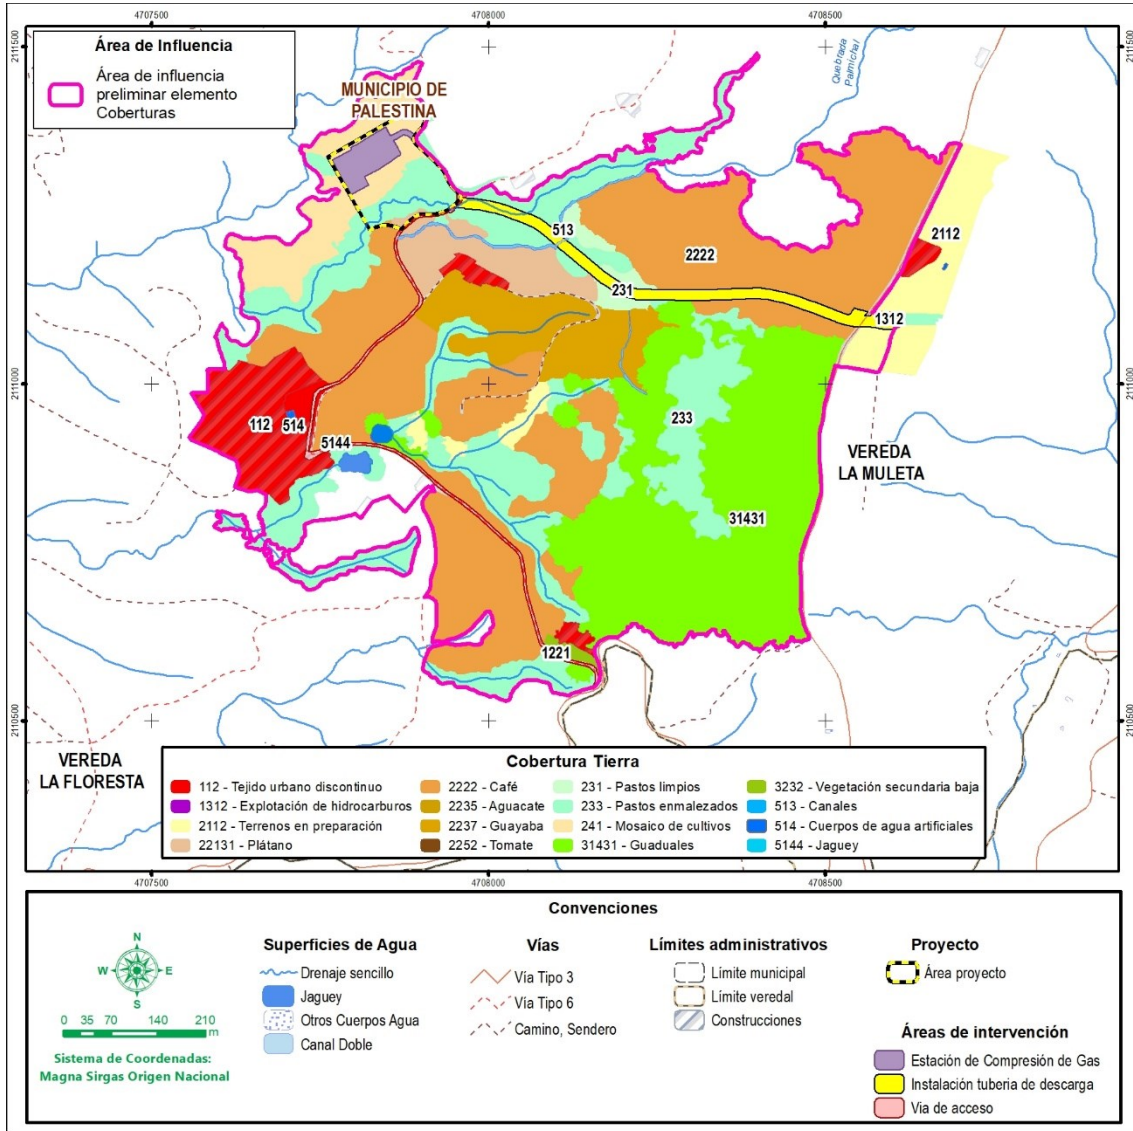 4707500
4708000
4708500
2111500
2111500
Área de Influencia
Área de influencia
preliminar elemento
Coberturas
MUNICIPIO DE
PALESTINA
Quebrada
Palmichal
513
2222
2112
231
1312
2111000
2111000
233
112
514
5144
VEREDA
LA MULETA
31431
1221
2110500
2110500
VEREDA
LA FLORESTA
Cobertura Tierra
112 - Tejido urbano discontinuo
1312 - Explotación de hidrocarburos
2112 - Terrenos en preparación
22131 - Plátano
2222 - Café
2235 - Aguacate
2237 - Guayaba
2252 - Tomate
231 - Pastos limpios
233 - Pastos enmalezados
241 - Mosaico de cultivos
31431 - Guaduales
3232 - Vegetación secundaria baja
513 - Canales
514 - Cuerpos de agua artificiales
5144 - Jaguey
4707500
4708000
4708500
Convenciones
N
W
E
S
0 35 70 140 210
m
Sistema de Coordenadas:
Magna Sirgas Origen Nacional
Superficies de Agua
Drenaje sencillo
Jaguey
Otros Cuerpos Agua
Canal Doble
Vías
Vía Tipo 3
Vía Tipo 6
Camino, Sendero
Límites administrativos
Límite municipal
Límite veredal
Construcciones
Proyecto
Área proyecto
Áreas de intervención
Estación de Compresión de Gas
Instalación tuberia de descarga
Via de acceso